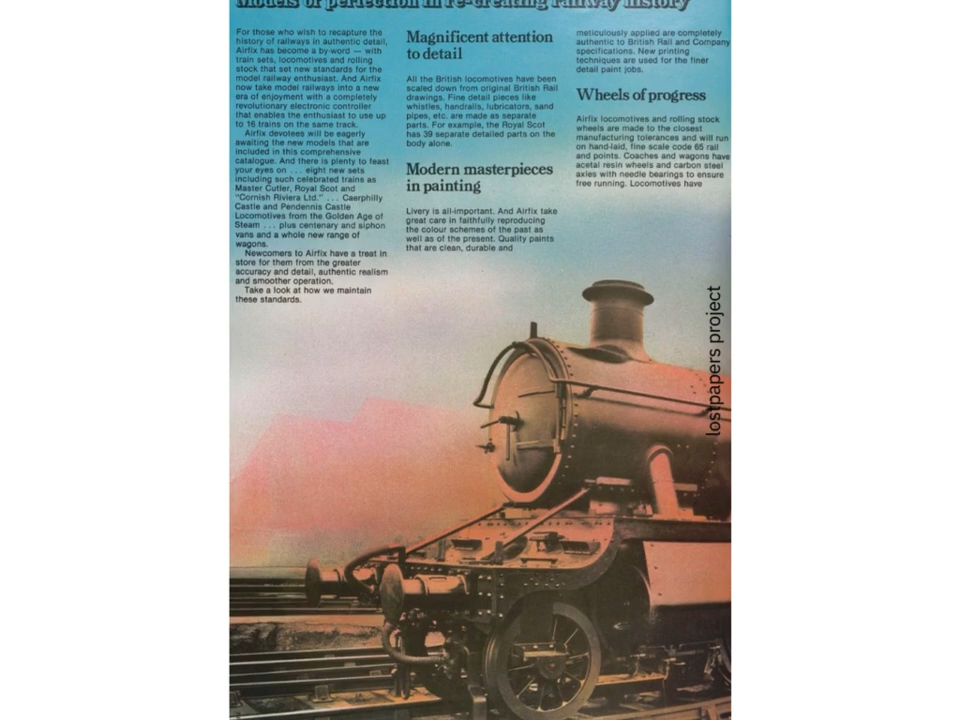 Models of perfection in re-creating railway history
For those who wish to recapture the
history of railways in authentic detail,
Airfix has become a by-word — with
train sets, locomotives and rolling
stock that set new standards for the
model railway enthusiast. And Airfix
now take model railways into a new
era of enjoyment with a completely
revolutionary electronic controller
that enables the enthusiast to use up
to 16 trains on the same track.
Airfix devotees will be eagerly
awaiting the new models that are
included in this comprehensive
catalogue. And there is plenty to feast
your eyes on ... eight new sets
including such celebrated trains as
Master Cutler, Royal Scot and
"Cornish Riviera Ltd." ... Caerphilly
Castle and Pendennis Castle
Locomotives from the Golden Age of
Steam ... plus centenary and siphon
vans and a whole new range of
wagons.
Newcomers to Airfix have a treat in
store for them from the greater
accuracy and detail, authentic realism
and smoother operation.
Take a look at how we maintain
these standards.
Magnificent attention
to detail
All the British locomotives have been
scaled down from original British Rail
drawings. Fine detail pieces like
whistles, handrails, lubricators, sand
pipes, etc. are made as separate
parts. For example, the Royal Scot
has 39 separate detailed parts on the
body alone.
Modern masterpieces
in painting
Livery is all-important. And Airfix take
great care in faithfully reproducing
the colour schemes of the past as
well as of the present. Quality paints
that are clean, durable and
meticulously applied are completely
authentic to British Rail and Company
specifications. New printing
techniques are used for the finer
detail paint jobs.
Wheels of progress
Airfix locomotives and rolling stock
wheels are made to the closest
manufacturing tolerances and will run
on hand-laid, fine scale code 65 rail
and points. Coaches and wagons have
acetal resin wheels and carbon steel
axles with needle bearings to ensure
free running. Locomotives have
lostpapers project